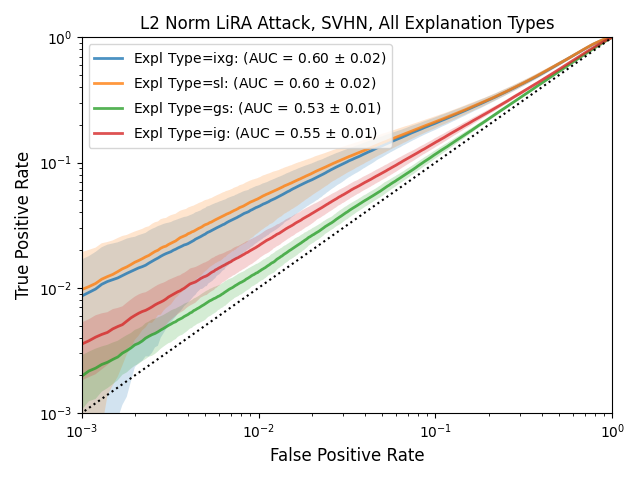 L2 Norm LiRA Attack, SVHN, All Explanation Types
Expl Type=ixg: (AUC = 0.60 ± 0.02)
Expl Type=sl: (AUC = 0.60 ± 0.02)
Expl Type=gs: (AUC = 0.53 ± 0.01)
Expl Type=ig: (AUC = 0.55 ± 0.01)
True Positive Rate
10⁰
10⁻¹
10⁻²
10⁻³
10⁻³ 10⁻² 10⁻¹ 10⁰
False Positive Rate